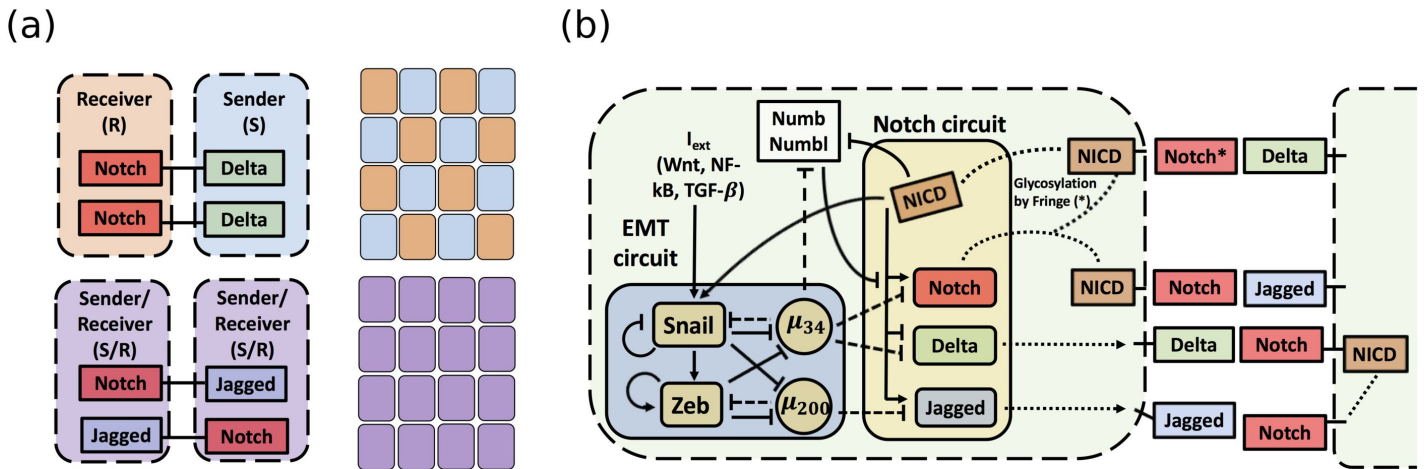 (a)
Receiver
(R)
Notch
Notch
Sender
(S)
Delta
Delta
Sender/
Receiver
(S/R)
Notch
Jagged
Sender/
Receiver
(S/R)
Jagged
Notch
(b)
Numb
Numbl
Notch circuit
I_ext
(Wnt, NF-
kB, TGF-β)
EMT
circuit
Snail
μ34
Zeb
μ200
NICD
Notch
Delta
Jagged
Glycosylation
by Fringe (*)
NICD
Notch*
Delta
NICD
Notch
Jagged
Delta
Notch
NICD
Jagged
Notch